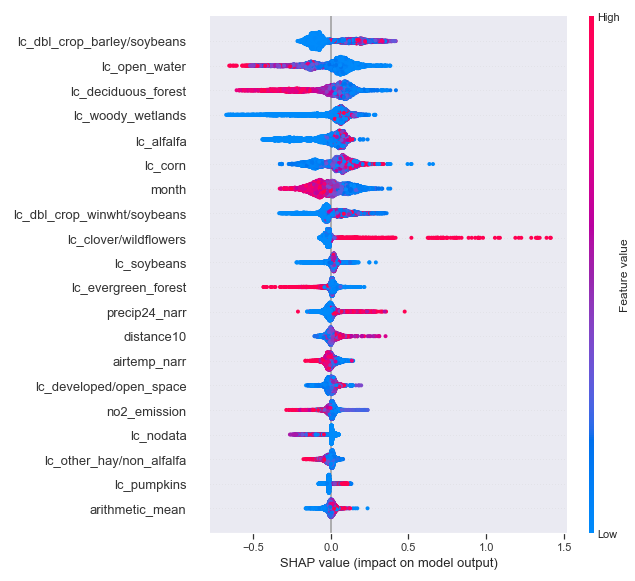 High
lc_dbl_crop_barley/soybeans
lc_open_water
lc_deciduous_forest
lc_woody_wetlands
lc_alfalfa
lc_corn
month
lc_dbl_crop_winwht/soybeans
lc_clover/wildflowers
lc_soybeans
lc_evergreen_forest
precip24_narr
distance10
airtemp_narr
lc_developed/open_space
no2_emission
lc_nodata
lc_other_hay/non_alfalfa
lc_pumpkins
arithmetic_mean
Feature value
Low
−0.5 0.0 0.5 1.0 1.5
SHAP value (impact on model output)